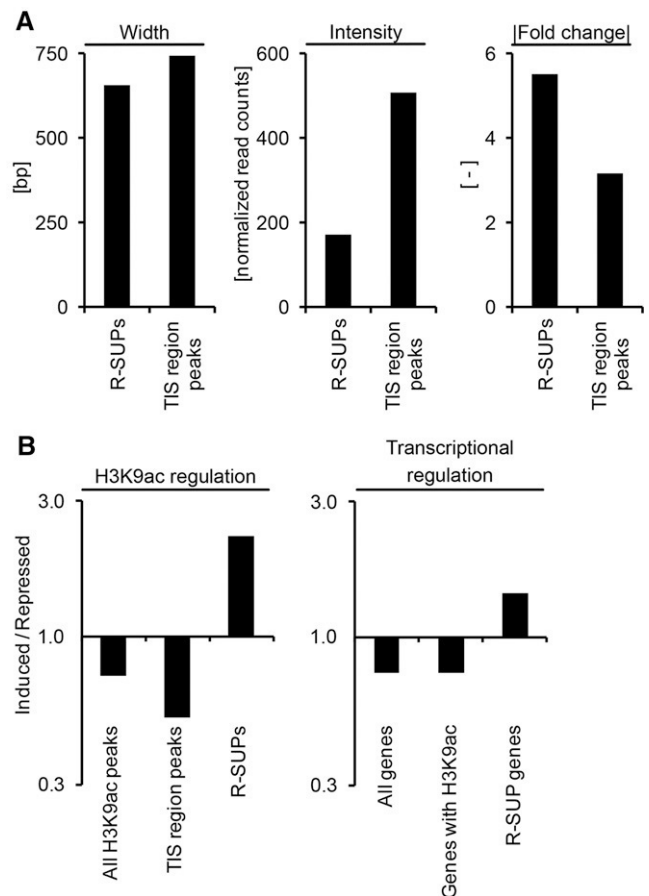 A
Width
Intensity
|Fold change|
[bp]
750
500
250
0
R-SUPs
TIS region
peaks
[normalized read counts]
600
400
200
0
R-SUPs
TIS region
peaks
[ - ]
6
4
2
0
R-SUPs
TIS region
peaks
B
H3K9ac regulation
Transcriptional
regulation
Induced / Repressed
3.0
1.0
0.3
All H3K9ac peaks
TIS region peaks
R-SUPs
3.0
1.0
0.3
All genes
Genes with H3K9ac
R-SUP genes